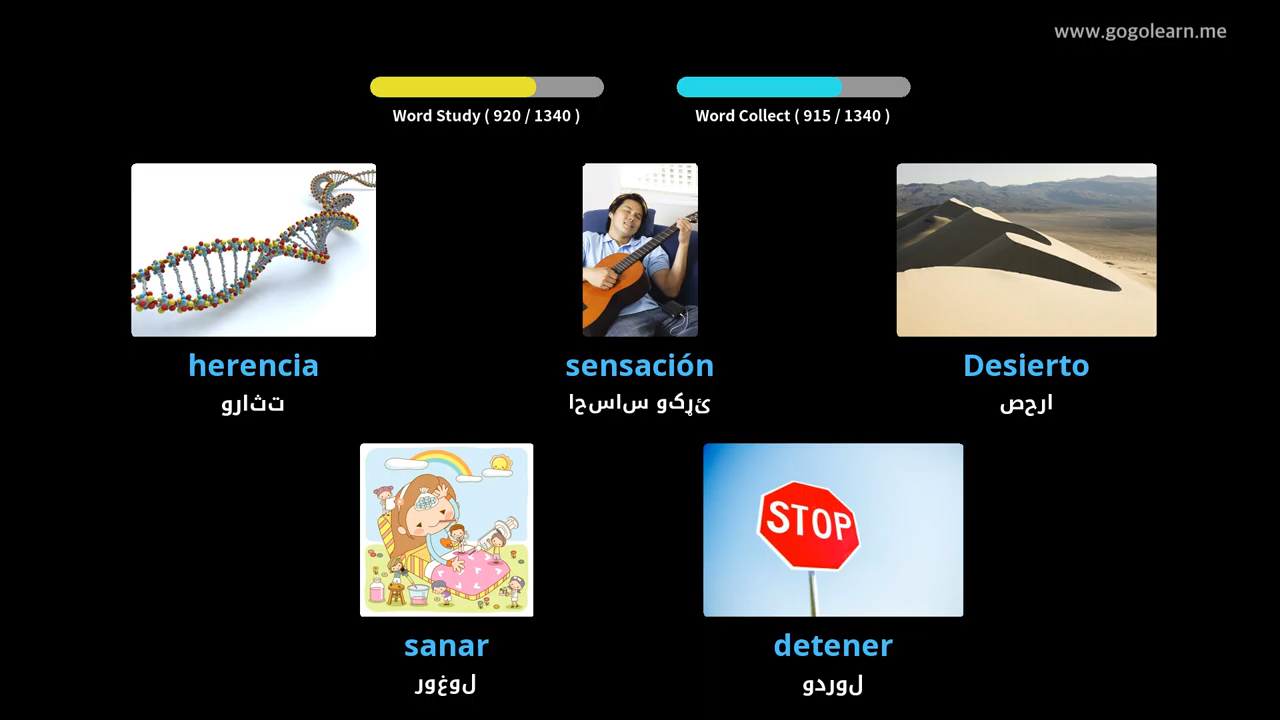 www.gogolearn.me
Word Study ( 920 / 1340 )
Word Collect ( 915 / 1340 )
herencia
تثارو
sensación
ئړکو ساسحا
Desierto
ارحص
STOP
sanar
لوغور
detener
لوردو